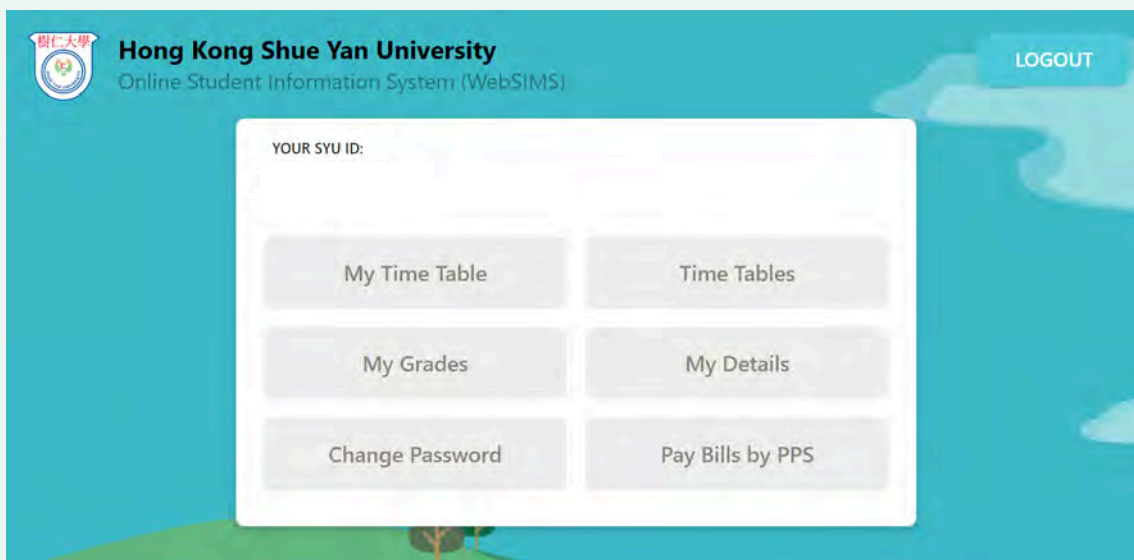 樹仁大學
Hong Kong Shue Yan University
Online Student Information System (WebSIMS)
LOGOUT
YOUR SYU ID:
My Time Table
Time Tables
My Grades
My Details
Change Password
Pay Bills by PPS